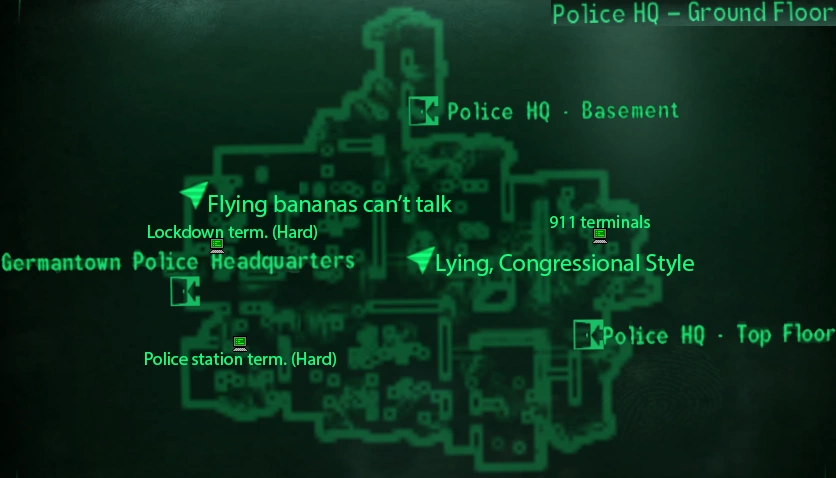 Police HQ – Ground Floor
Police HQ · Basement
Flying bananas can't talk
Lockdown term. (Hard)
911 terminals
Germantown Police Headquarters
Lying, Congressional Style
Police HQ · Top Floor
Police station term. (Hard)